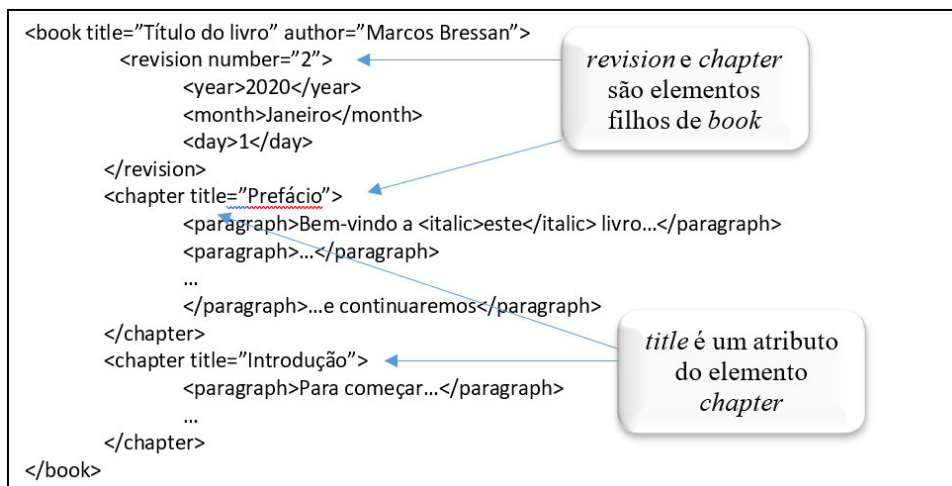 <book title=”Título do livro” author=”Marcos Bressan”>
<revision number=”2”>
<year>2020</year>
<month>Janeiro</month>
<day>1</day>
</revision>
<chapter title=”Prefácio”>
<paragraph>Bem-vindo a <italic>este</italic> livro...</paragraph>
<paragraph>...</paragraph>
...
</paragraph>...e continuaremos</paragraph>
</chapter>
<chapter title=”Introdução”>
<paragraph>Para começar...</paragraph>
...
</chapter>
</book>
revision e chapter
são elementos
filhos de book
title é um atributo
do elemento
chapter